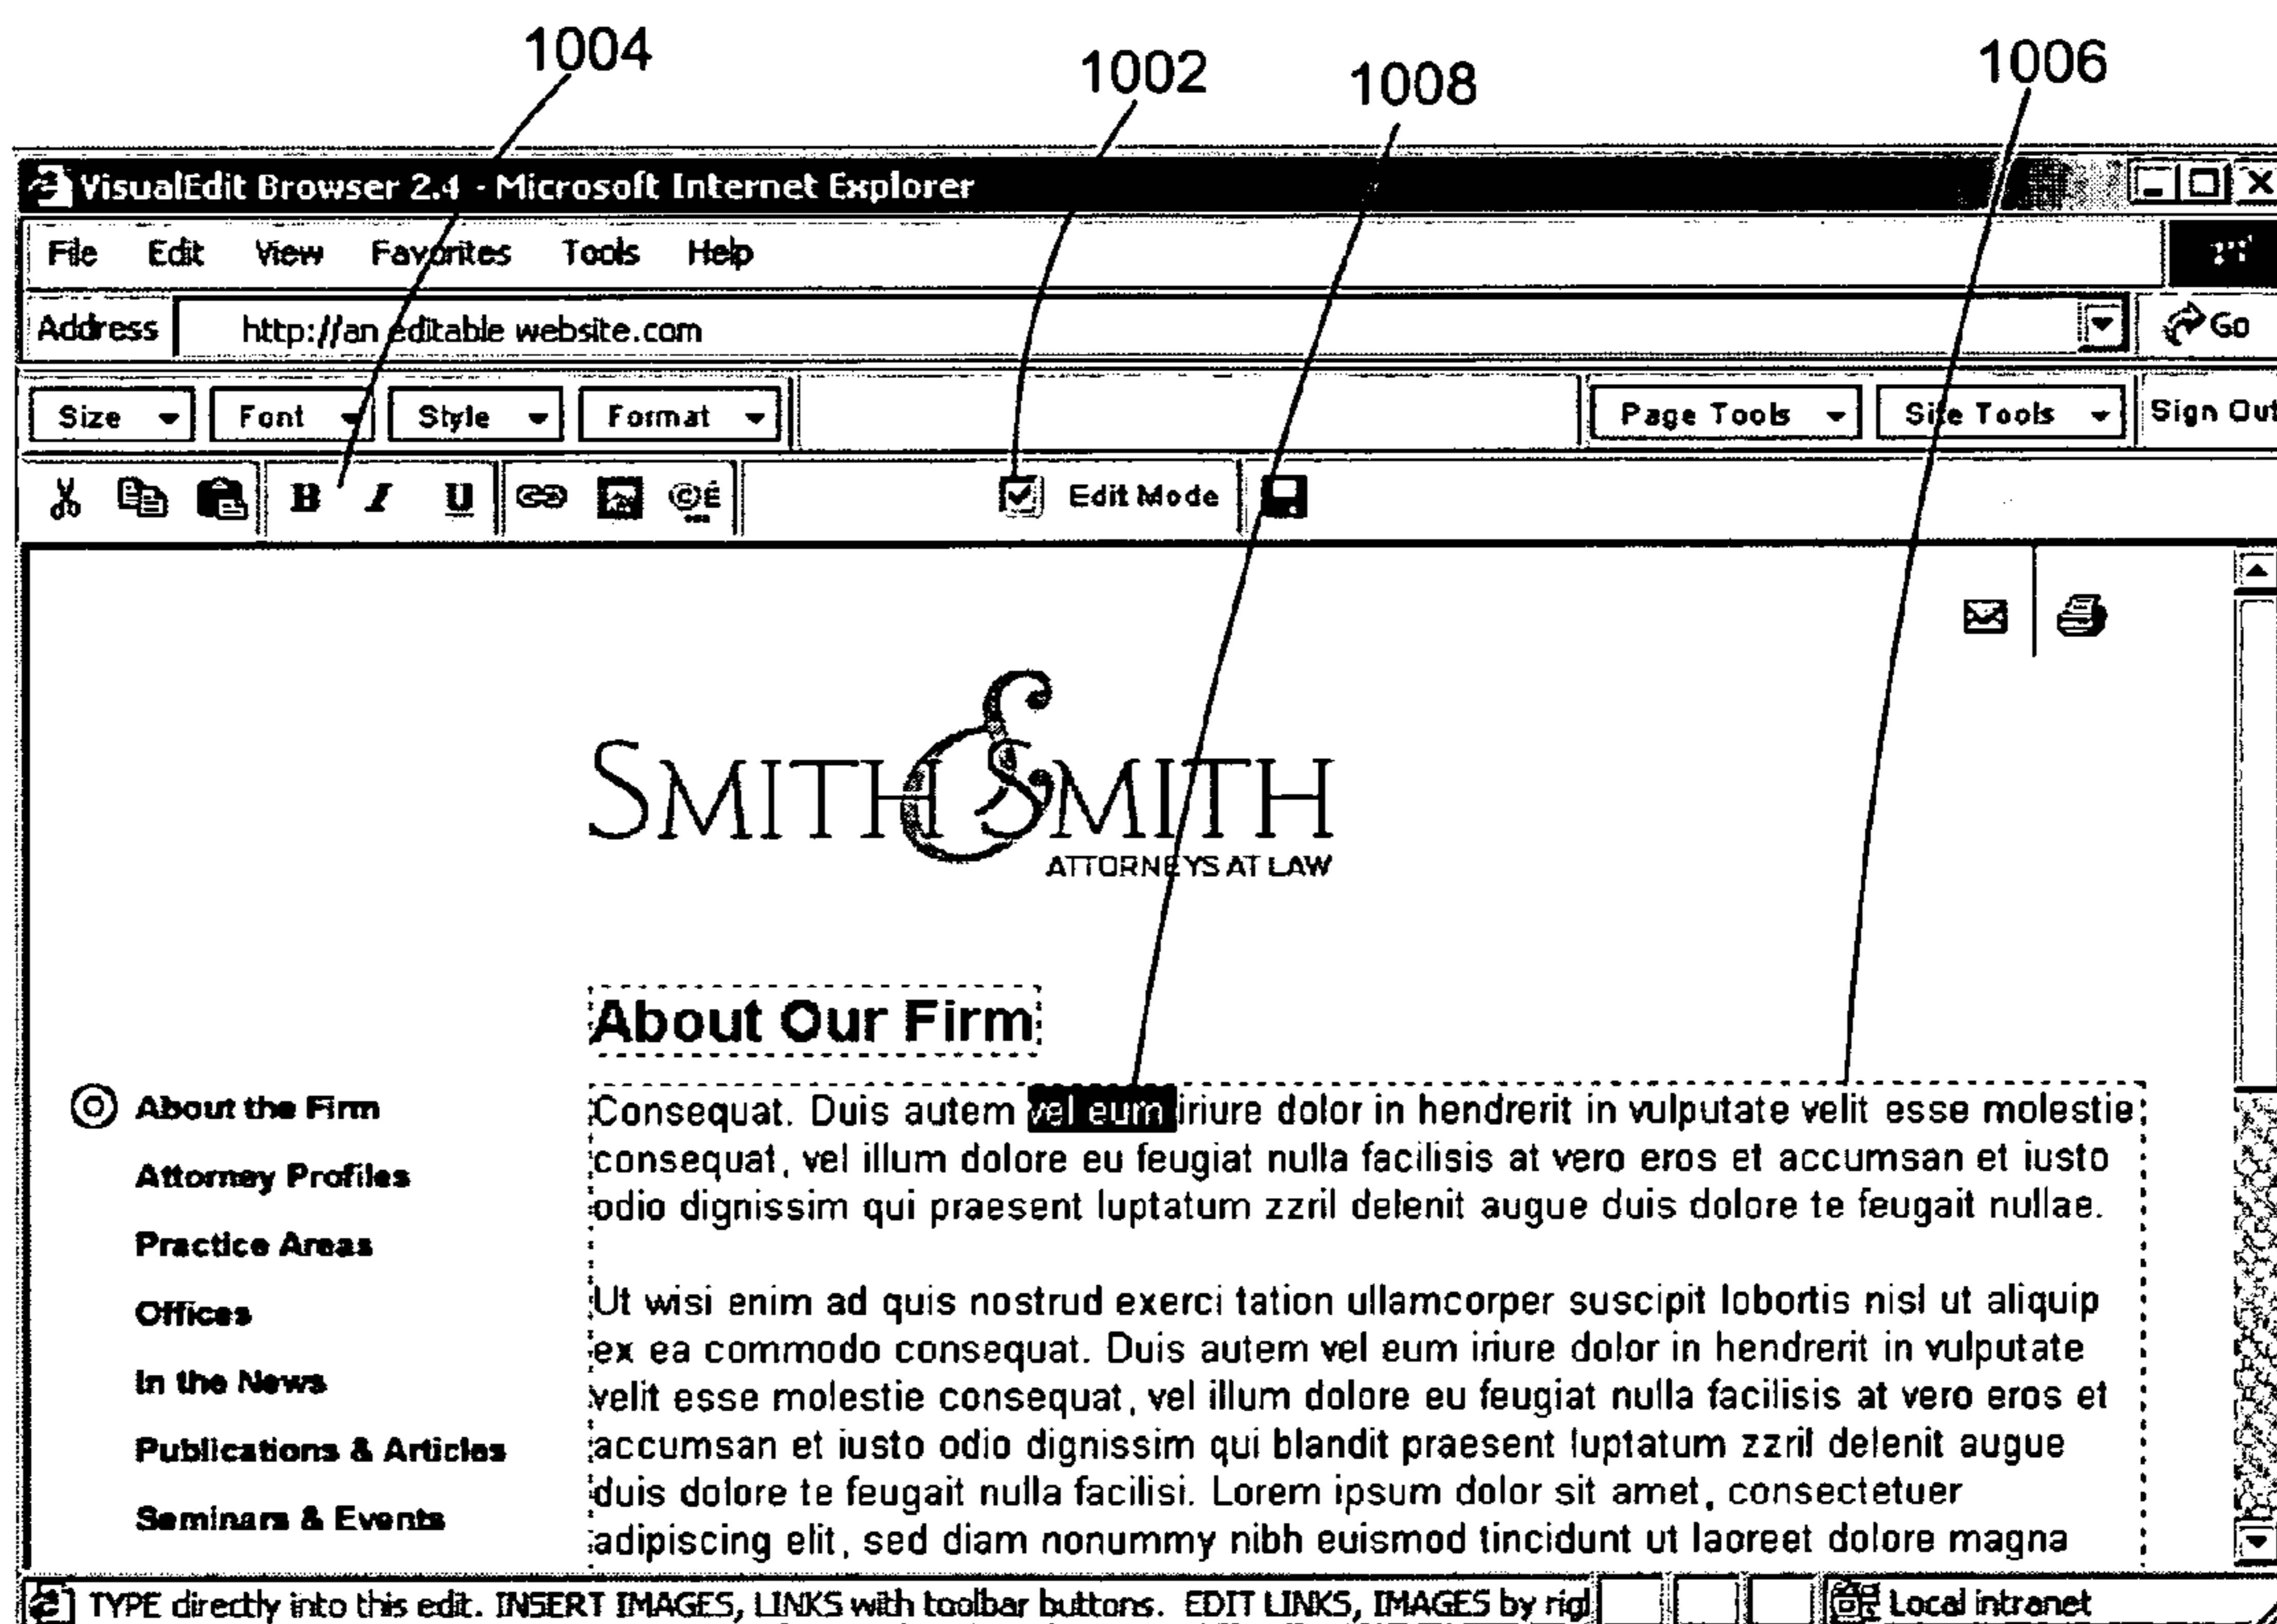 1004 1002 1008 1006
VisualEdit Browser 2.4 - Microsoft Internet Explorer
File Edit View Favorites Tools Help
Address http://an editable website.com Go
Size Font Style Format Page Tools Site Tools Sign Out
B I U ©É Edit Mode
SMITH & SMITH
ATTORNEYS AT LAW
About Our Firm
About the Firm
Attorney Profiles
Practice Areas
Offices
In the News
Publications & Articles
Seminars & Events
Consequat. Duis autem vel eum iriure dolor in hendrerit in vulputate velit esse molestie
consequat, vel illum dolore eu feugiat nulla facilisis at vero eros et accumsan et iusto
odio dignissim qui praesent luptatum zzril delenit augue duis dolore te feugait nullae.
Ut wisi enim ad quis nostrud exerci tation ullamcorper suscipit lobortis nisl ut aliquip
ex ea commodo consequat. Duis autem vel eum iriure dolor in hendrerit in vulputate
velit esse molestie consequat, vel illum dolore eu feugiat nulla facilisis at vero eros et
accumsan et iusto odio dignissim qui blandit praesent luptatum zzril delenit augue
duis dolore te feugait nulla facilisi. Lorem ipsum dolor sit amet, consectetuer
adipiscing elit, sed diam nonummy nibh euismod tincidunt ut laoreet dolore magna
TYPE directly into this edit. INSERT IMAGES, LINKS with toolbar buttons. EDIT LINKS, IMAGES by rigl Local intranet